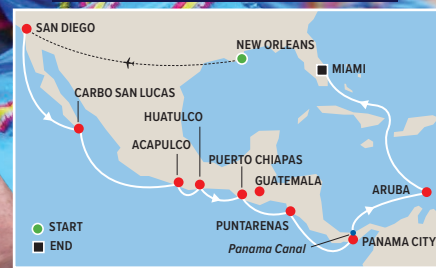 SAN DIEGO
NEW ORLEANS
MIAMI
CARBO SAN LUCAS
HUATULCO
ACAPULCO
PUERTO CHIAPAS
GUATEMALA
ARUBA
PUNTARENAS
Panama Canal
PANAMA CITY
START
END